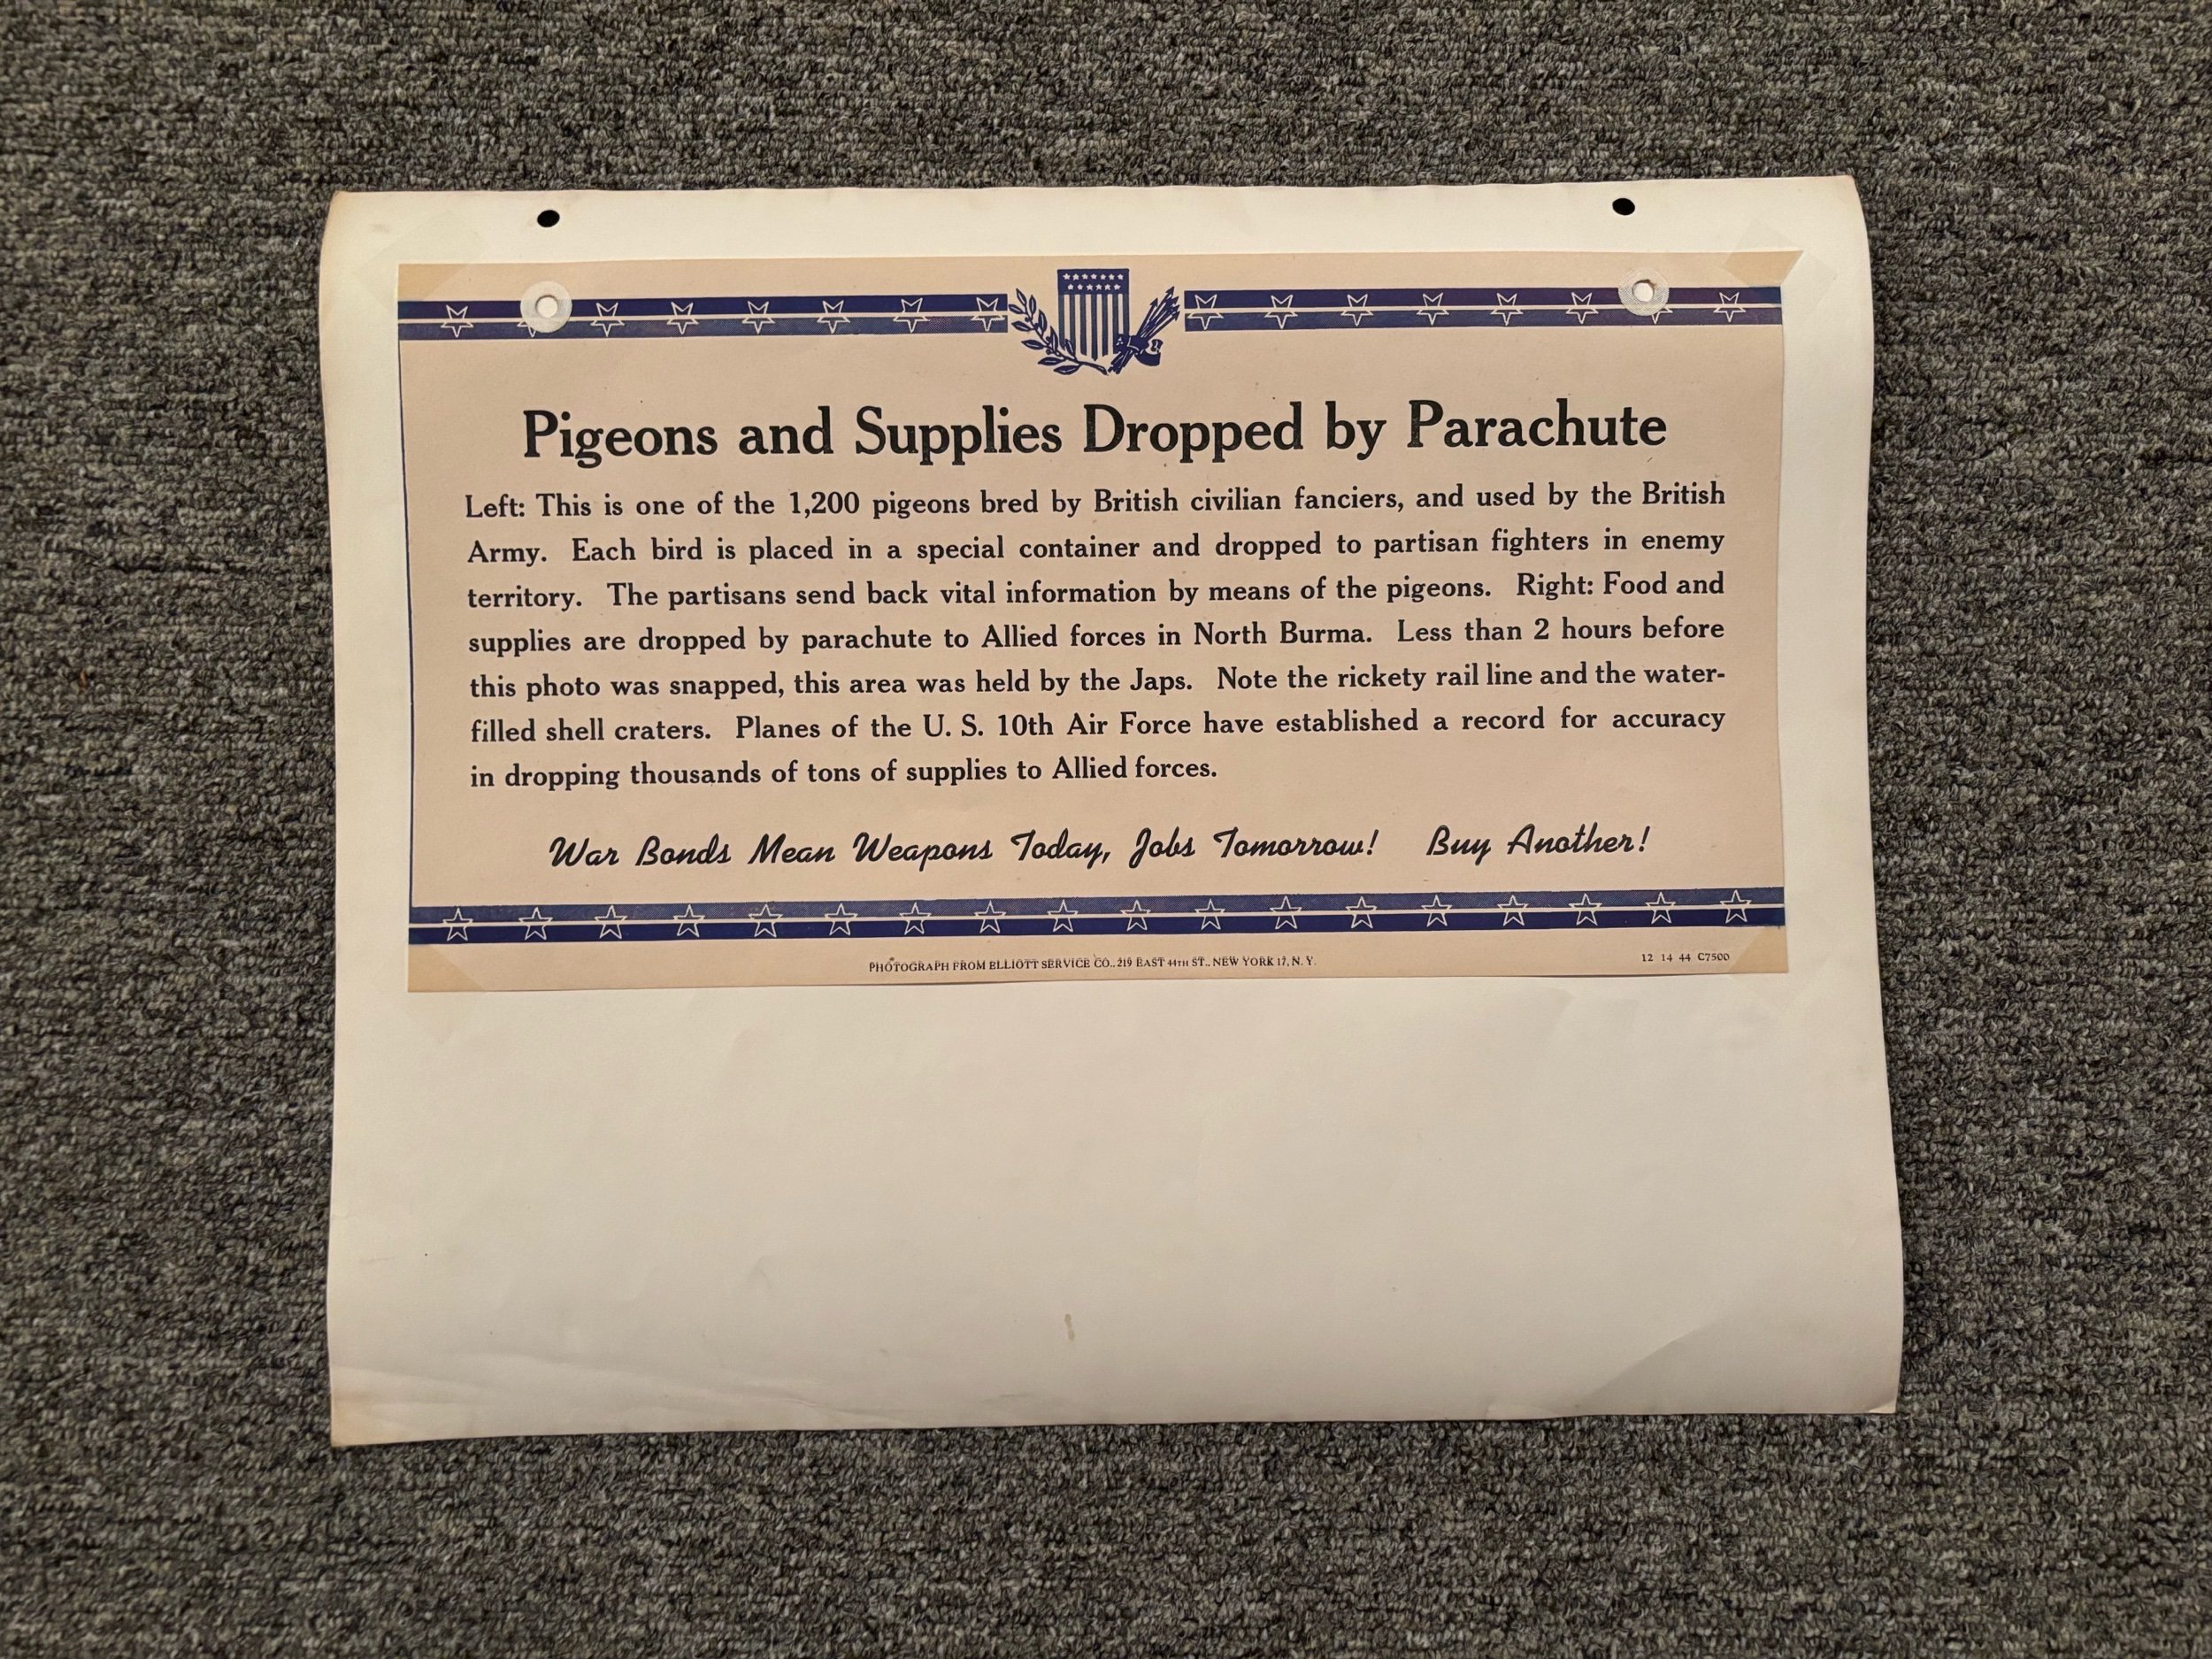 Pigeons and Supplies Dropped by Parachute
Left: This is one of the 1,200 pigeons bred by British civilian fanciers, and used by the British
Army. Each bird is placed in a special container and dropped to partisan fighters in enemy
territory. The partisans send back vital information by means of the pigeons. Right: Food and
supplies are dropped by parachute to Allied forces in North Burma. Less than 2 hours before
this photo was snapped, this area was held by the Japs. Note the rickety rail line and the water-
filled shell craters. Planes of the U. S. 10th Air Force have established a record for accuracy
in dropping thousands of tons of supplies to Allied forces.
War Bonds Mean Weapons Today, Jobs Tomorrow! Buy Another!
PHOTOGRAPH FROM ELLIOTT SERVICE CO., 219 EAST 44TH ST., NEW YORK 17, N. Y.
12 14 44 C7500